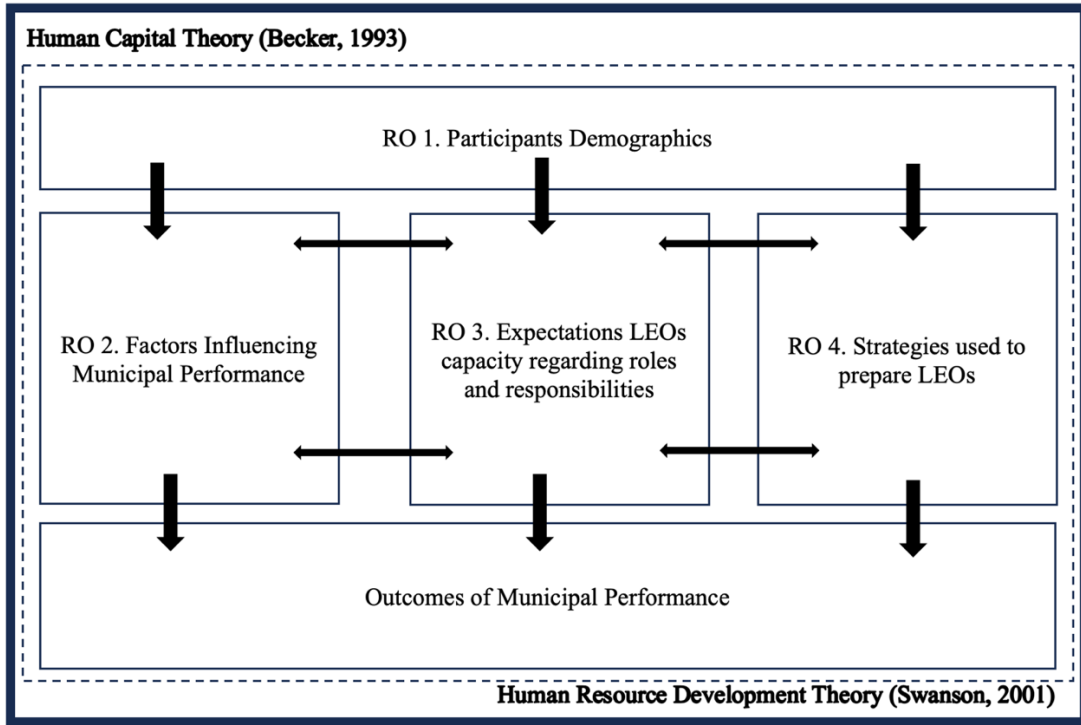 Human Capital Theory (Becker, 1993)
RO 1. Participants Demographics
RO 2. Factors Influencing
Municipal Performance
RO 3. Expectations LEOs
capacity regarding roles
and responsibilities
RO 4. Strategies used to
prepare LEOs
Outcomes of Municipal Performance
Human Resource Development Theory (Swanson, 2001)